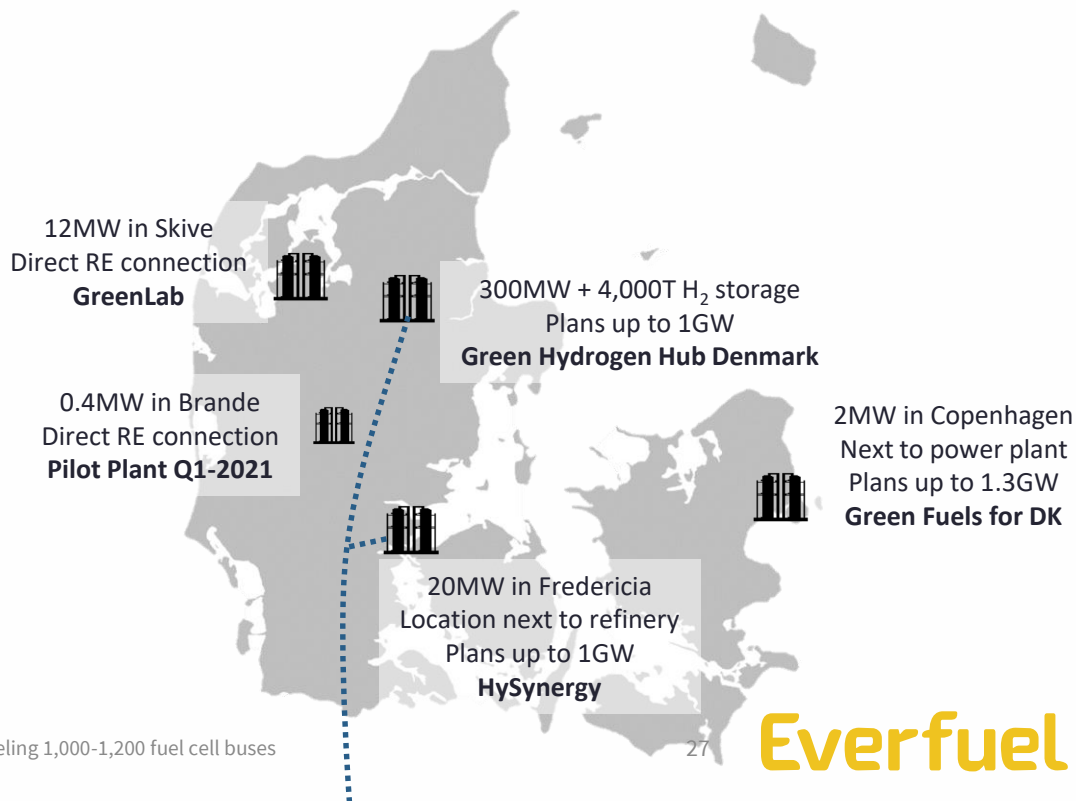 12MW in Skive
Direct RE connection
GreenLab
300MW + 4,000T H₂ storage
Plans up to 1GW
Green Hydrogen Hub Denmark
0.4MW in Brande
Direct RE connection
Pilot Plant Q1-2021
2MW in Copenhagen
Next to power plant
Plans up to 1.3GW
Green Fuels for DK
20MW in Fredericia
Location next to refinery
Plans up to 1GW
HySynergy
eling 1,000-1,200 fuel cell buses
27
Everfuel